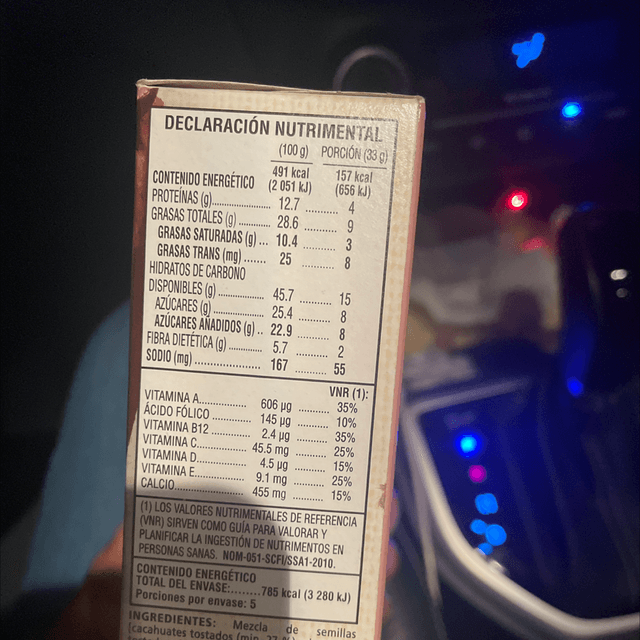 DECLARACIÓN NUTRIMENTAL
(100 g) PORCIÓN (33 g)
CONTENIDO ENERGÉTICO 491 kcal (2 051 kJ) 157 kcal (656 kJ)
PROTEÍNAS (g)................. 12.7 .......... 4
GRASAS TOTALES (g) ........ 28.6 .......... 9
GRASAS SATURADAS (g)... 10.4 .......... 3
GRASAS TRANS (mg) ....... 25 .......... 8
HIDRATOS DE CARBONO
DISPONIBLES (g) .............. 45.7 .......... 15
AZÚCARES (g) ................. 25.4 .......... 8
AZÚCARES AÑADIDOS (g).. 22.9 .......... 8
FIBRA DIETÉTICA (g) .......... 5.7 .......... 2
SODIO (mg) ..................... 167 .......... 55
VNR (1):
VITAMINA A............ 606 µg .......... 35%
ÁCIDO FÓLICO ........ 145 µg .......... 10%
VITAMINA B12 ......... 2.4 µg .......... 35%
VITAMINA C............ 45.5 mg .......... 25%
VITAMINA D............ 4.5 µg .......... 15%
VITAMINA E............ 9.1 mg .......... 25%
CALCIO.................. 455 mg .......... 15%
(1) LOS VALORES NUTRIMENTALES DE REFERENCIA
(VNR) SIRVEN COMO GUÍA PARA VALORAR Y
PLANIFICAR LA INGESTIÓN DE NUTRIMENTOS EN
PERSONAS SANAS. NOM-051-SCFI/SSA1-2010.
CONTENIDO ENERGÉTICO
TOTAL DEL ENVASE:.........785 kcal (3 280 kJ)
Porciones por envase: 5
INGREDIENTES: Mezcla de semillas
[cacahuates tostados (mín.